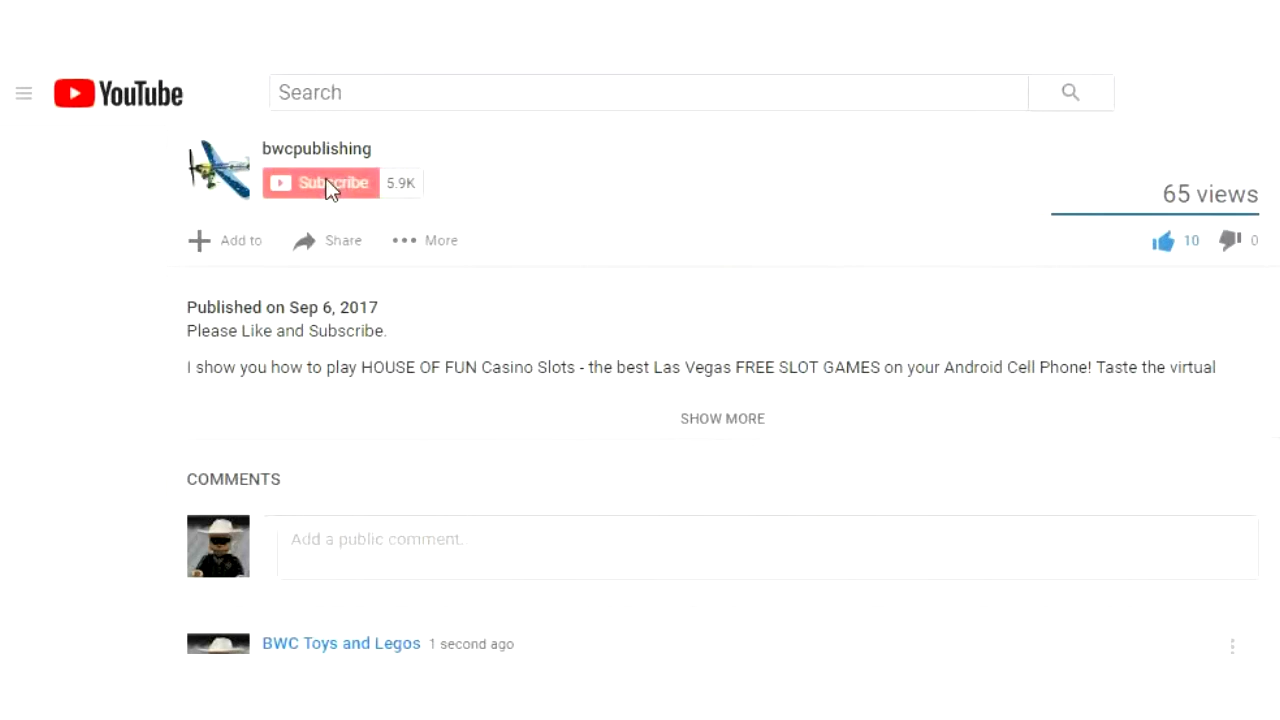 YouTube
Search
bwcpublishing
Subscribe 5.9K
65 views
Add to Share More
10 0
Published on Sep 6, 2017
Please Like and Subscribe.
I show you how to play HOUSE OF FUN Casino Slots - the best Las Vegas FREE SLOT GAMES on your Android Cell Phone! Taste the virtual
SHOW MORE
COMMENTS
Add a public comment.
BWC Toys and Legos 1 second ago